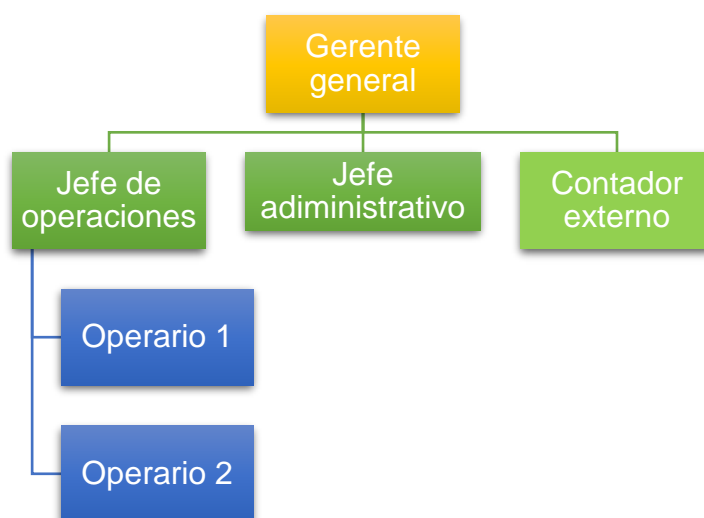 Gerente
general
Jefe de
operaciones
Jefe
adiministrativo
Contador
externo
Operario 1
Operario 2